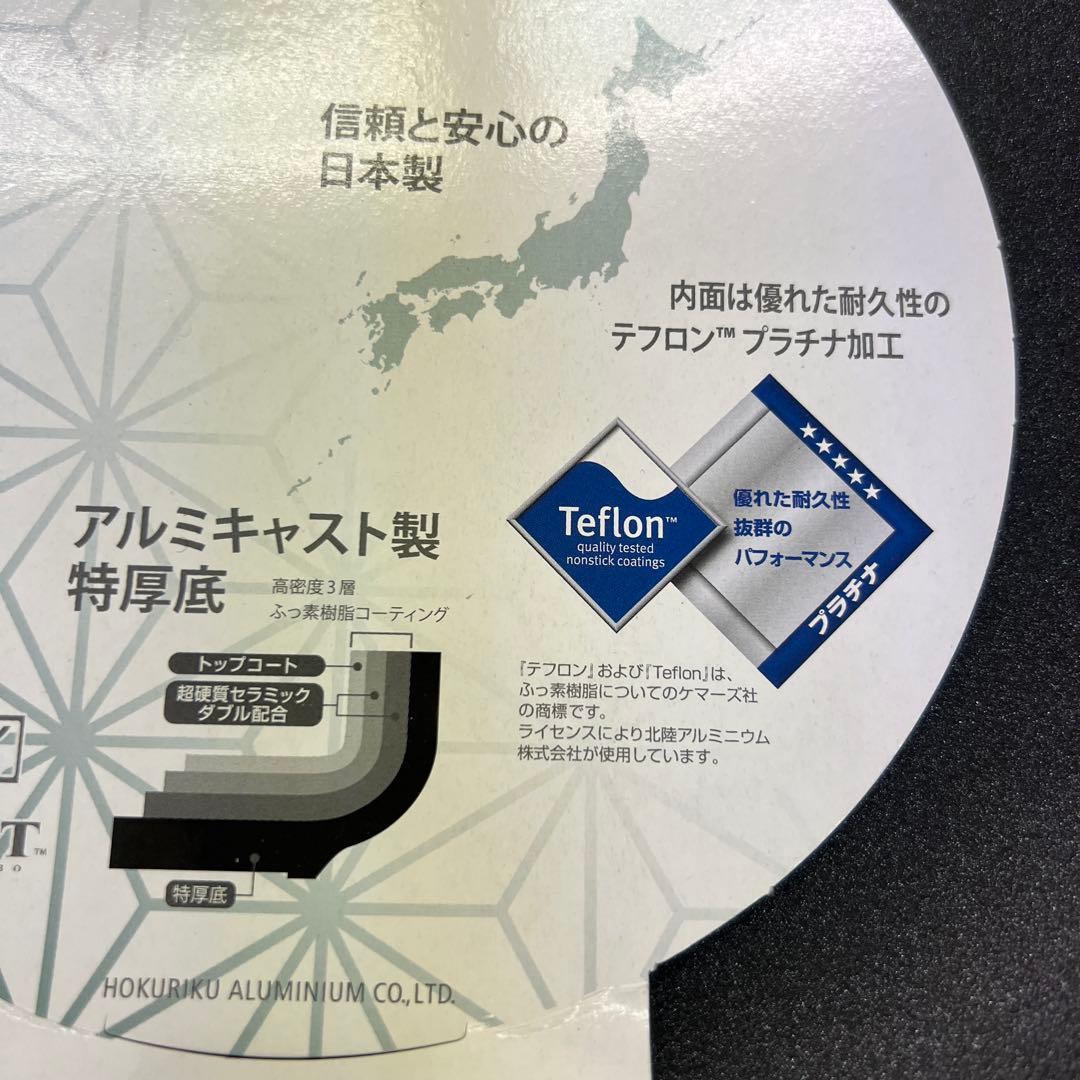 信頼と安心の
日本製
内面は優れた耐久性の
テフロン™ プラチナ加工
★★★★★
Teflon™
quality tested
nonstick coatings
優れた耐久性
抜群の
パフォーマンス
プラチナ
アルミキャスト製
特厚底
高密度3層
ふっ素樹脂コーティング
トップコート
超硬質セラミック
ダブル配合
特厚底
『テフロン』および『Teflon』は、
ふっ素樹脂についてのケマーズ社
の商標です。
ライセンスにより北陸アルミニウム
株式会社が使用しています。
T™
HOKURIKU ALUMINIUM CO.,LTD.